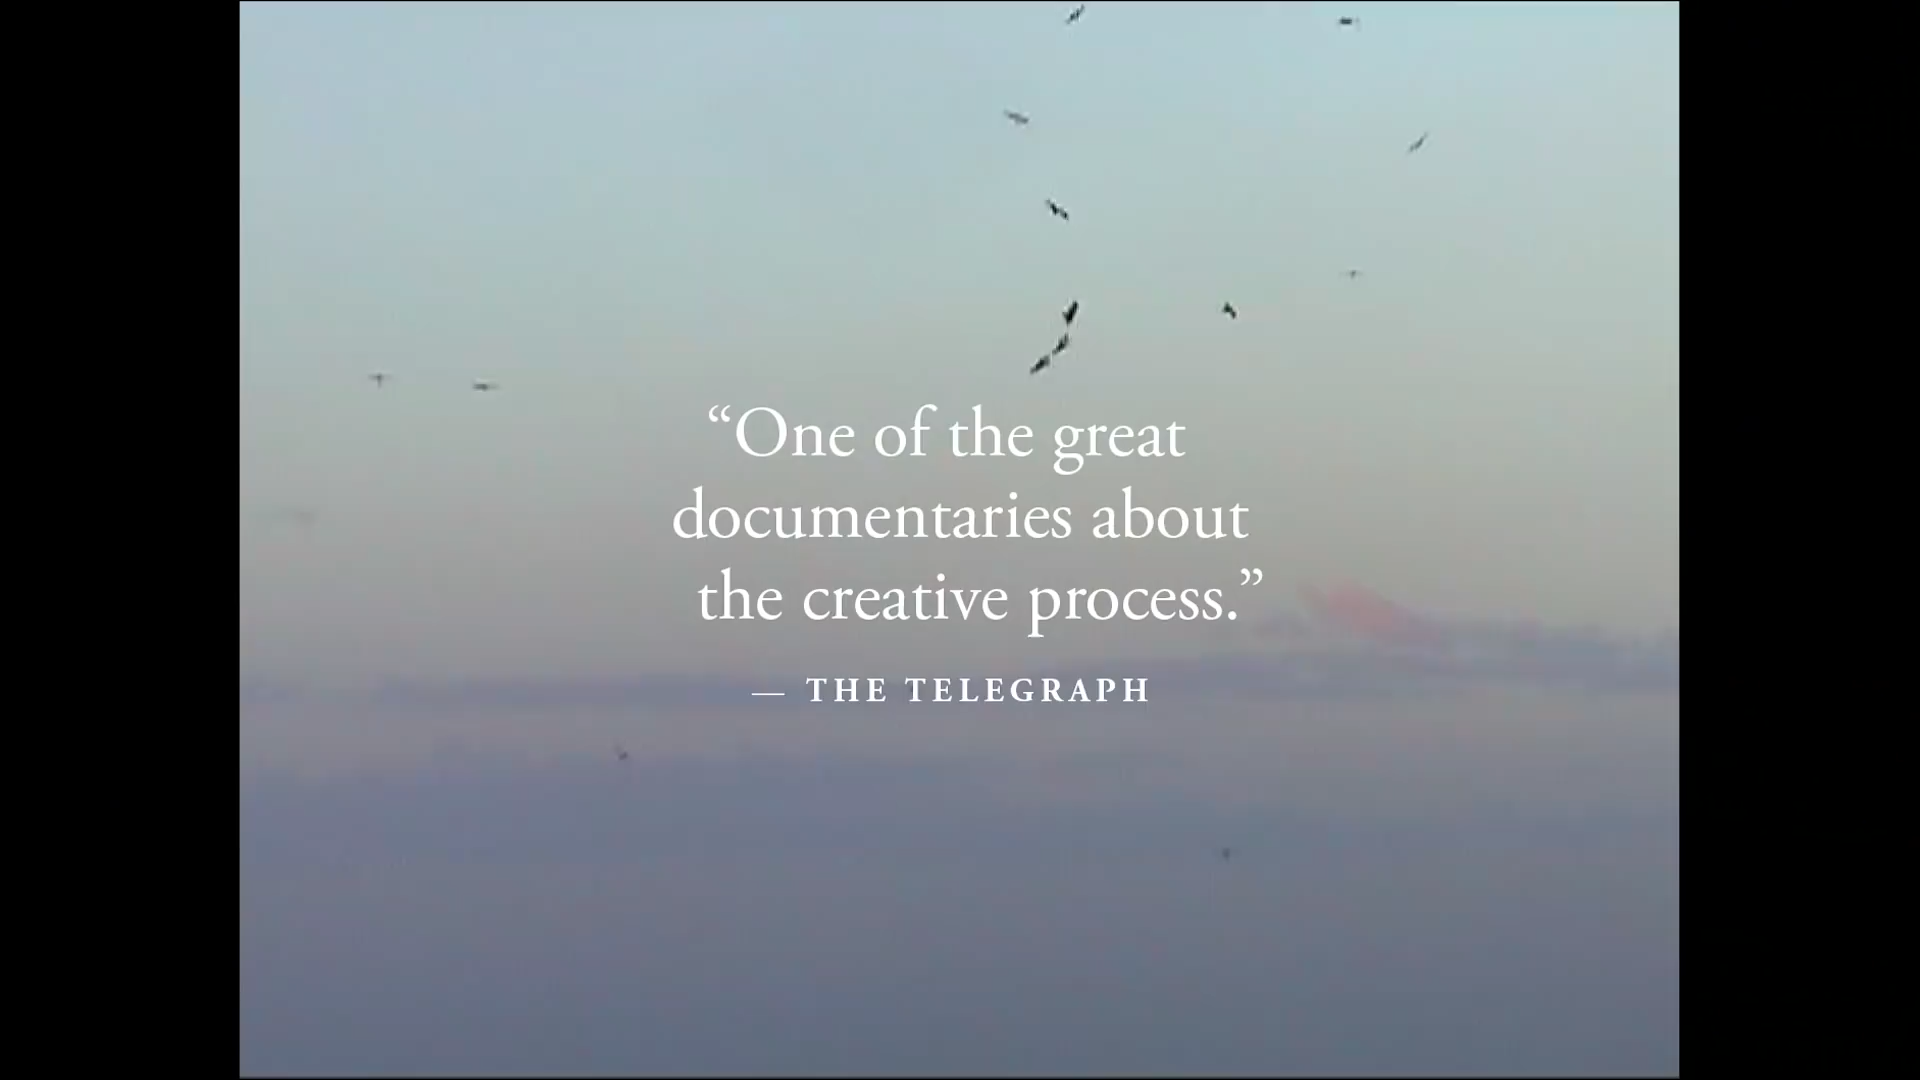 “One of the great
documentaries about
the creative process.”
— THE TELEGRAPH